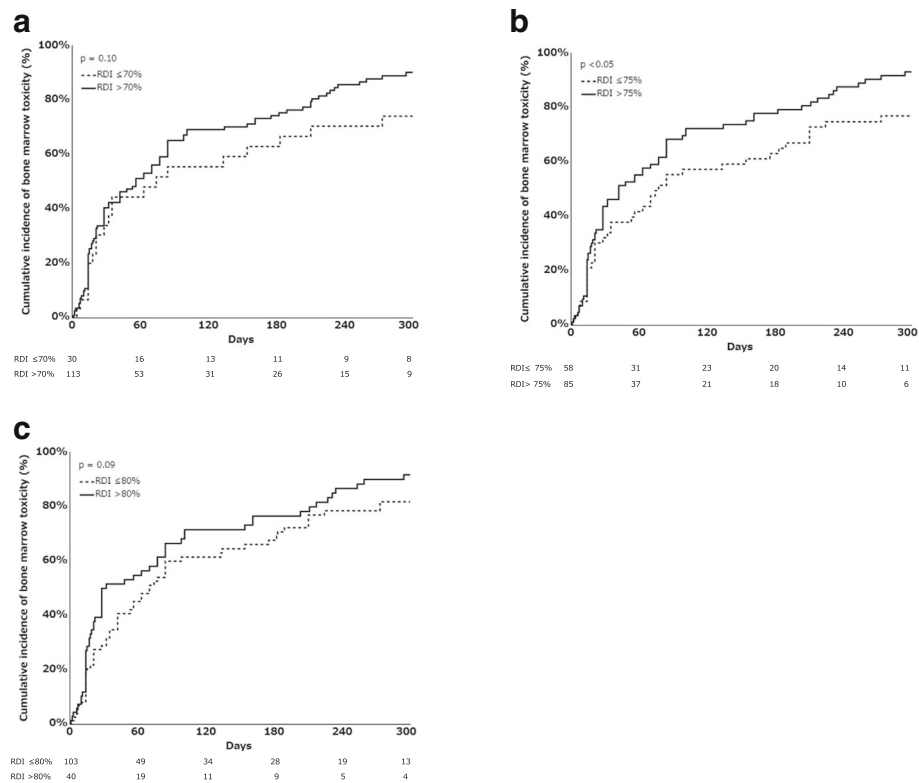 a
100%
80%
60%
40%
20%
0%
Cumulative incidence of bone marrow toxicity (%)
p = 0.10
RDI ≤70%
RDI >70%
0 60 120 180 240 300
Days
RDI ≤70% 30 16 13 11 9 8
RDI >70% 113 53 31 26 15 9
b
100%
80%
60%
40%
20%
0%
Cumulative incidence of bone marrow toxicity (%)
p <0.05
RDI ≤75%
RDI >75%
0 60 120 180 240 300
Days
RDI≤ 75% 58 31 23 20 14 11
RDI> 75% 85 37 21 18 10 6
c
100%
80%
60%
40%
20%
0%
Cumulative incidence of bone marrow toxicity (%)
p = 0.09
RDI ≤80%
RDI >80%
0 60 120 180 240 300
Days
RDI ≤80% 103 49 34 28 19 13
RDI >80% 40 19 11 9 5 4